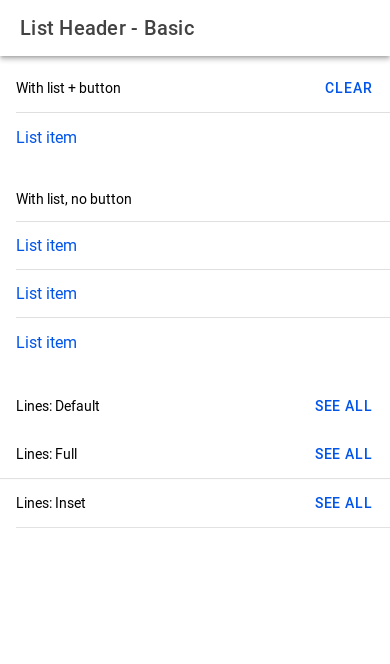 List Header - Basic
With list + button CLEAR
List item
With list, no button
List item
List item
List item
Lines: Default SEE ALL
Lines: Full SEE ALL
Lines: Inset SEE ALL